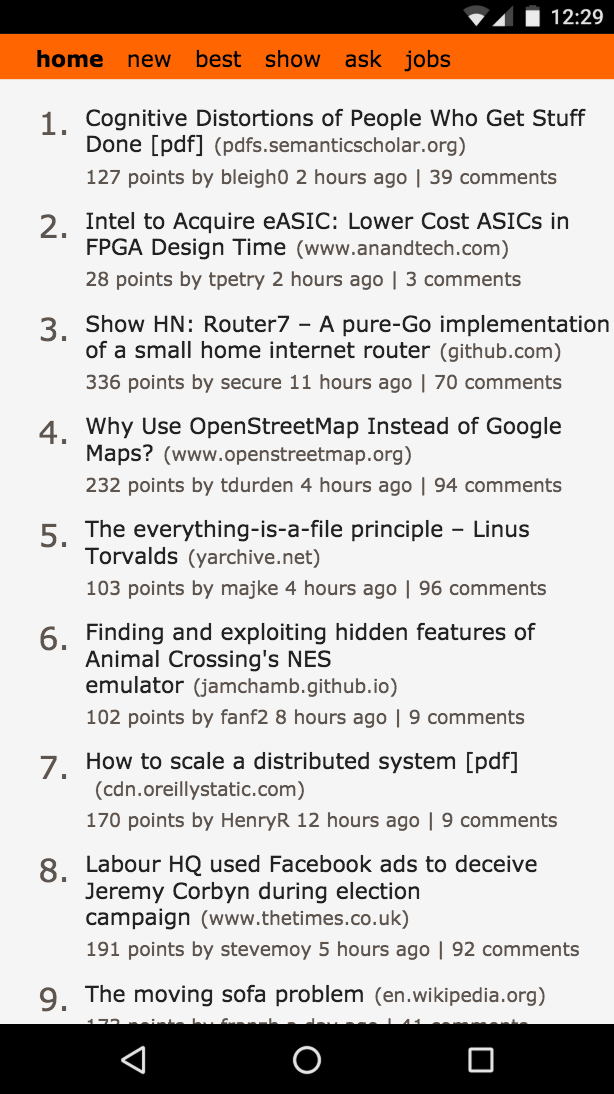 12:29
home new best show ask jobs
1. Cognitive Distortions of People Who Get Stuff
Done [pdf] (pdfs.semanticscholar.org)
127 points by bleigh0 2 hours ago | 39 comments
2. Intel to Acquire eASIC: Lower Cost ASICs in
FPGA Design Time (www.anandtech.com)
28 points by tpetry 2 hours ago | 3 comments
3. Show HN: Router7 – A pure-Go implementation
of a small home internet router (github.com)
336 points by secure 11 hours ago | 70 comments
4. Why Use OpenStreetMap Instead of Google
Maps? (www.openstreetmap.org)
232 points by tdurden 4 hours ago | 94 comments
5. The everything-is-a-file principle – Linus
Torvalds (yarchive.net)
103 points by majke 4 hours ago | 96 comments
6. Finding and exploiting hidden features of
Animal Crossing's NES
emulator (jamchamb.github.io)
102 points by fanf2 8 hours ago | 9 comments
7. How to scale a distributed system [pdf]
(cdn.oreillystatic.com)
170 points by HenryR 12 hours ago | 9 comments
8. Labour HQ used Facebook ads to deceive
Jeremy Corbyn during election
campaign (www.thetimes.co.uk)
191 points by stevemoy 5 hours ago | 92 comments
9. The moving sofa problem (en.wikipedia.org)
points by a day ago | 41 comments